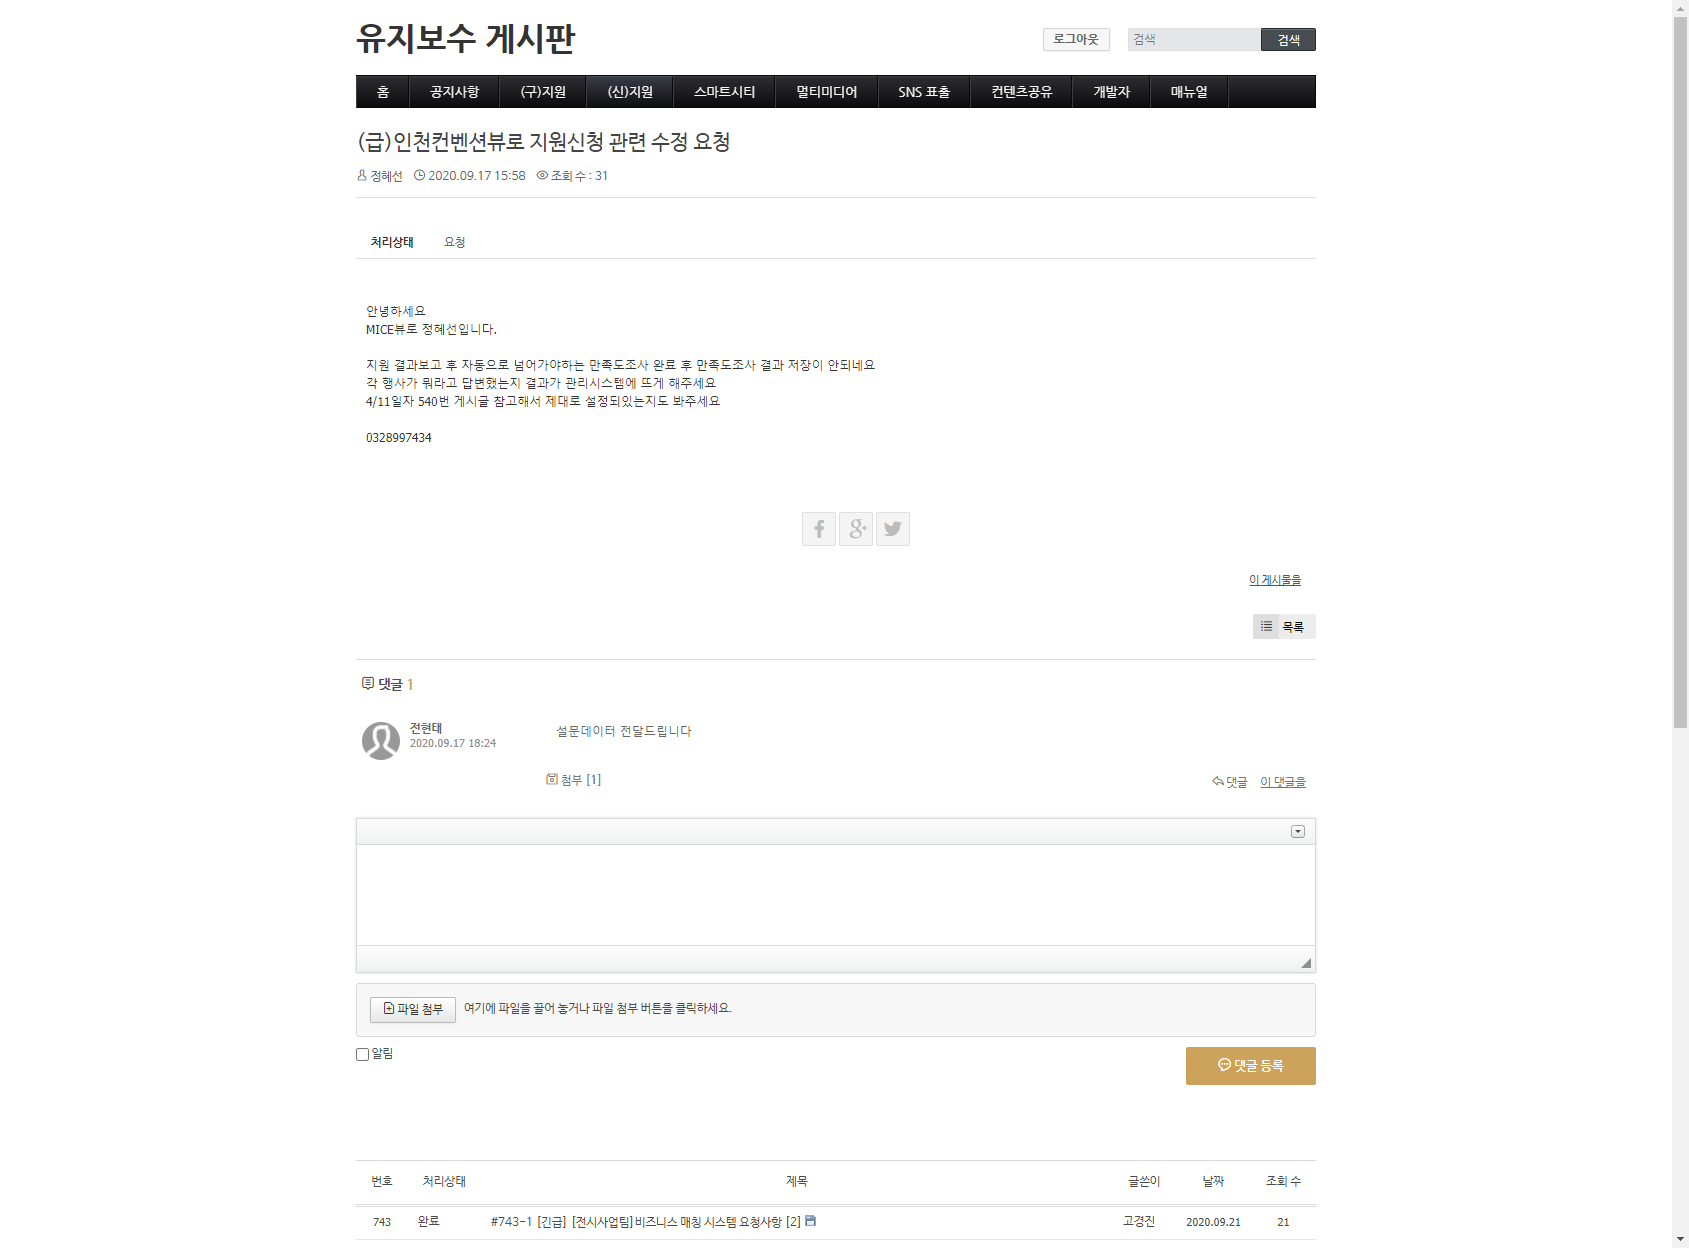 유지보수 게시판
로그아웃
검색
검색
홈 공지사항 (구)지원 (신)지원 스마트시티 멀티미디어 SNS 표출 컨텐츠공유 개발자 매뉴얼
(급)인천컨벤션뷰로 지원신청 관련 수정 요청
정혜선 2020.09.17 15:58 조회 수 : 31
처리상태 요청
안녕하세요
MICE뷰로 정혜선입니다.
지원 결과보고 후 자동으로 넘어가야하는 만족도조사 완료 후 만족도조사 결과 저장이 안되네요
각 행사가 뭐라고 답변했는지 결과가 관리시스템에 뜨게 해주세요
4/11일자 540번 게시글 참고해서 제대로 설정되있는지도 봐주세요
0328997434
이 게시물을
목록
댓글 1
전현태
2020.09.17 18:24
설문데이터 전달드립니다
첨부 [1]
댓글 이 댓글을
파일 첨부 여기에 파일을 끌어 놓거나 파일 첨부 버튼을 클릭하세요.
알림
댓글 등록
번호 처리상태 제목 글쓴이 날짜 조회 수
743 완료 #743-1 [긴급] [전시사업팀]비즈니스 매칭 시스템 요청사항 [2] 고경진 2020.09.21 21